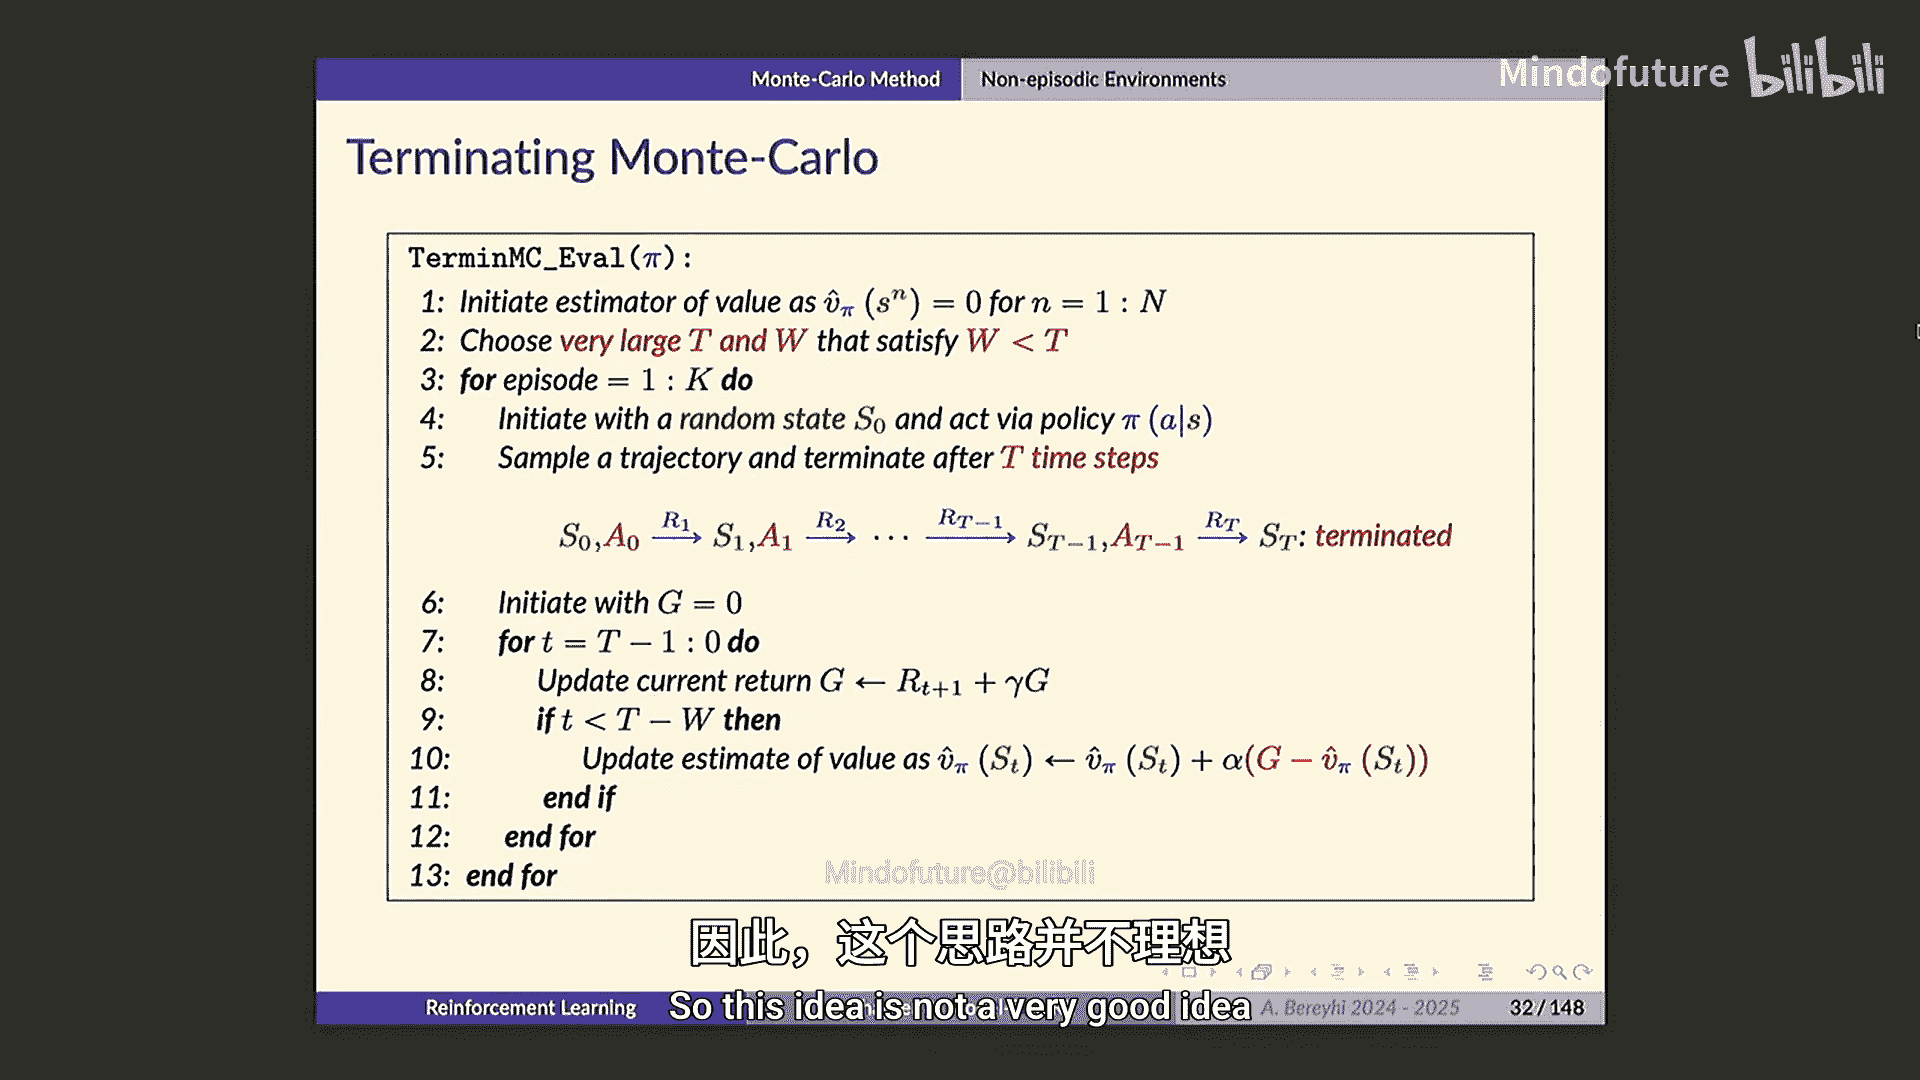 Monte-Carlo Method
Non-episodic Environments
Mindofuture bilibili
Terminating Monte-Carlo
TerminMC_Eval(π):
1: Initiate estimator of value as v̂_π (sⁿ) = 0 for n = 1 : N
2: Choose very large T and W that satisfy W < T
3: for episode = 1 : K do
4: Initiate with a random state S₀ and act via policy π (a|s)
5: Sample a trajectory and terminate after T time steps
S₀,A₀ —R₁→ S₁,A₁ —R₂→ ··· —R_{T−1}→ S_{T−1},A_{T−1} —R_T→ S_T: terminated
6: Initiate with G = 0
7: for t = T − 1 : 0 do
8: Update current return G ← R_{t+1} + γG
9: if t < T − W then
10: Update estimate of value as v̂_π (S_t) ← v̂_π (S_t) + α(G − v̂_π (S_t))
11: end if
12: end for
13: end for
Mindofuture@bilibili
因此，这个思路并不理想
So this idea is not a very good idea
Reinforcement Learning
A. Bereyhi 2024 - 2025
32 / 148